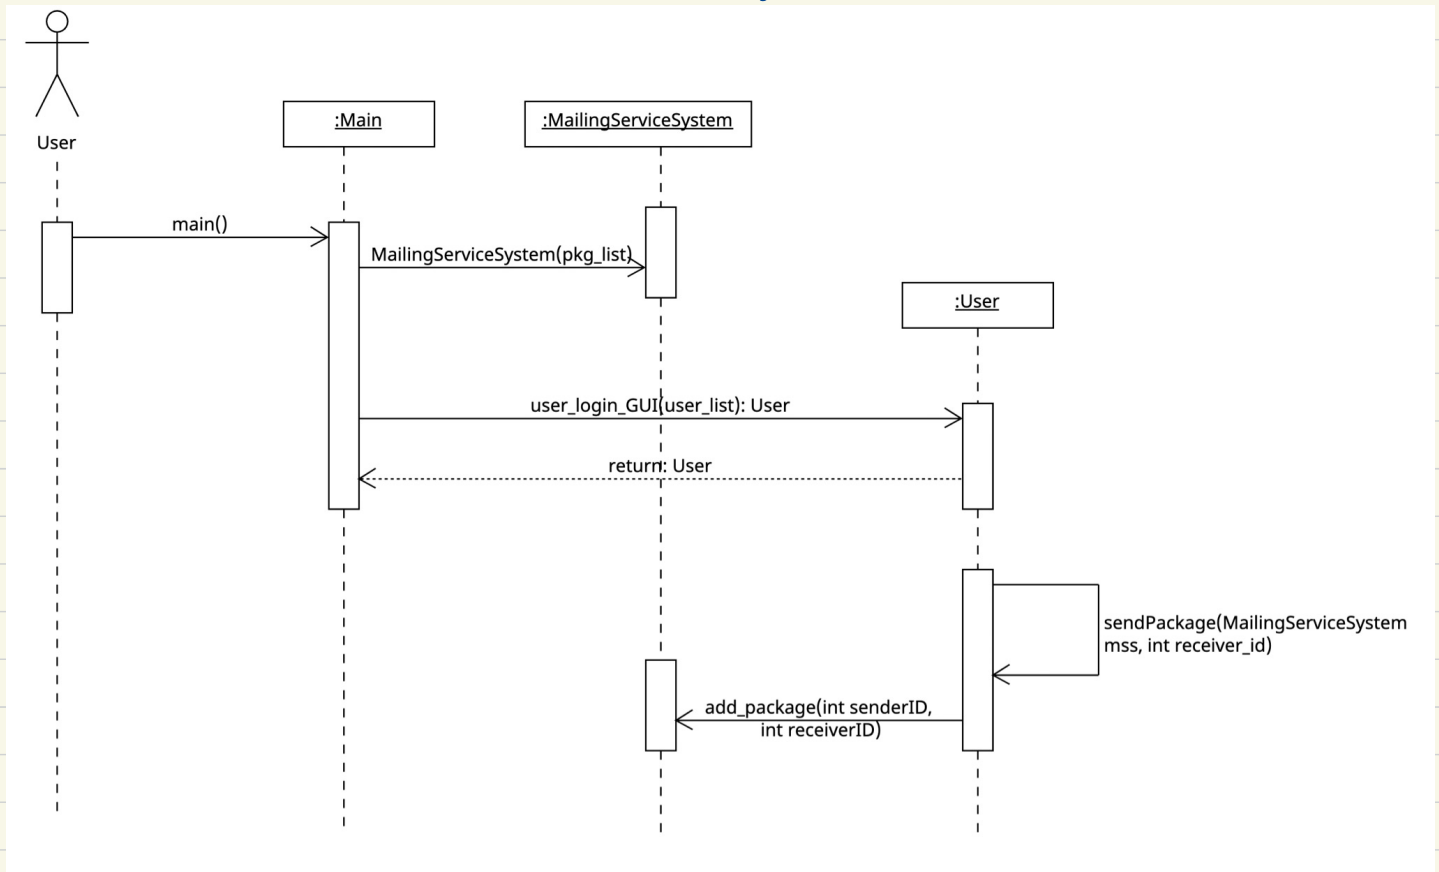 :Main
:MailingServiceSystem
User
main()
MailingServiceSystem(pkg_list)
:User
user_login_GUI(user_list): User
return: User
sendPackage(MailingServiceSystem
mss, int receiver_id)
add_package(int senderID,
int receiverID)